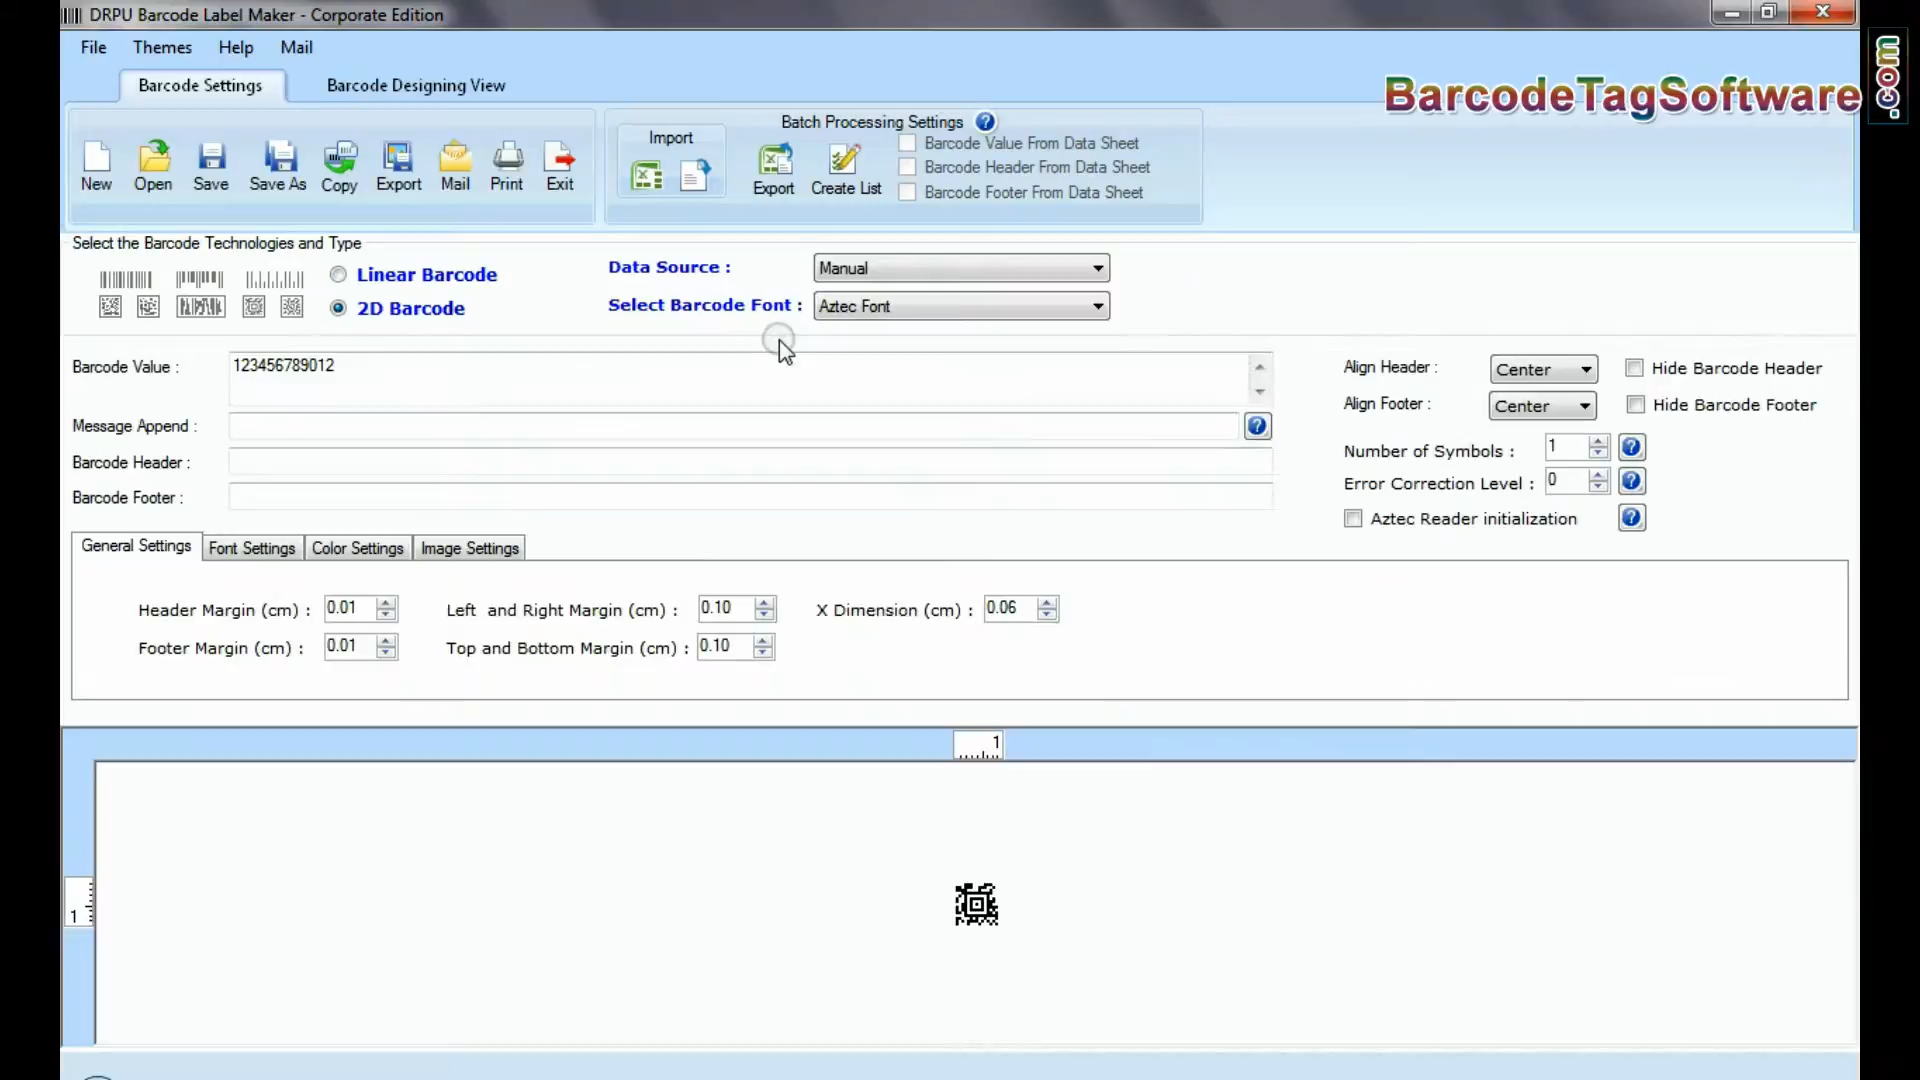 DRPU Barcode Label Maker - Corporate Edition
File Themes Help Mail
Barcode Settings Barcode Designing View
BarcodeTagSoftware.com
New Open Save Save As Copy Export Mail Print Exit
Import
Batch Processing Settings
Export Create List
Barcode Value From Data Sheet
Barcode Header From Data Sheet
Barcode Footer From Data Sheet
Select the Barcode Technologies and Type
Linear Barcode
2D Barcode
Data Source : Manual
Select Barcode Font : Aztec Font
Barcode Value : 123456789012
Message Append :
Barcode Header :
Barcode Footer :
Align Header : Center Hide Barcode Header
Align Footer : Center Hide Barcode Footer
Number of Symbols : 1
Error Correction Level : 0
Aztec Reader initialization
General Settings Font Settings Color Settings Image Settings
Header Margin (cm) : 0.01 Left and Right Margin (cm) : 0.10 X Dimension (cm) : 0.06
Footer Margin (cm) : 0.01 Top and Bottom Margin (cm) : 0.10
1
1